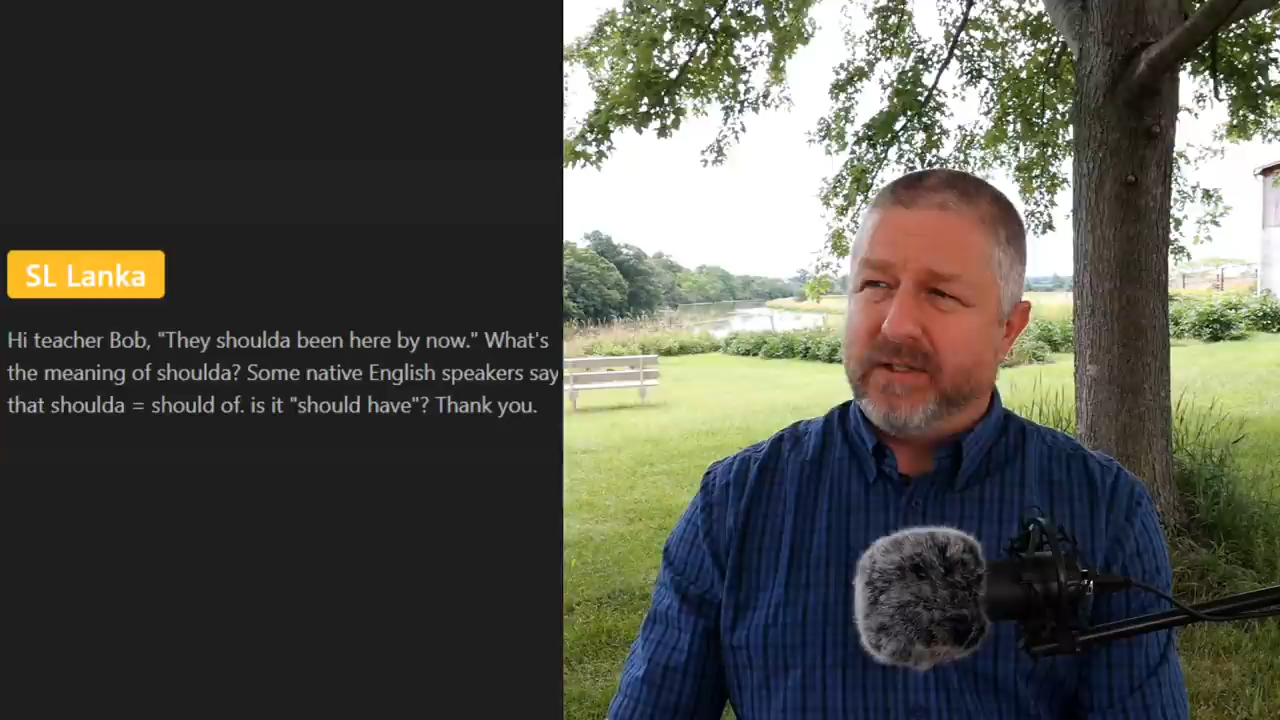 SL Lanka
Hi teacher Bob, "They shoulda been here by now." What's
the meaning of shoulda? Some native English speakers say
that shoulda = should of. is it "should have"? Thank you.